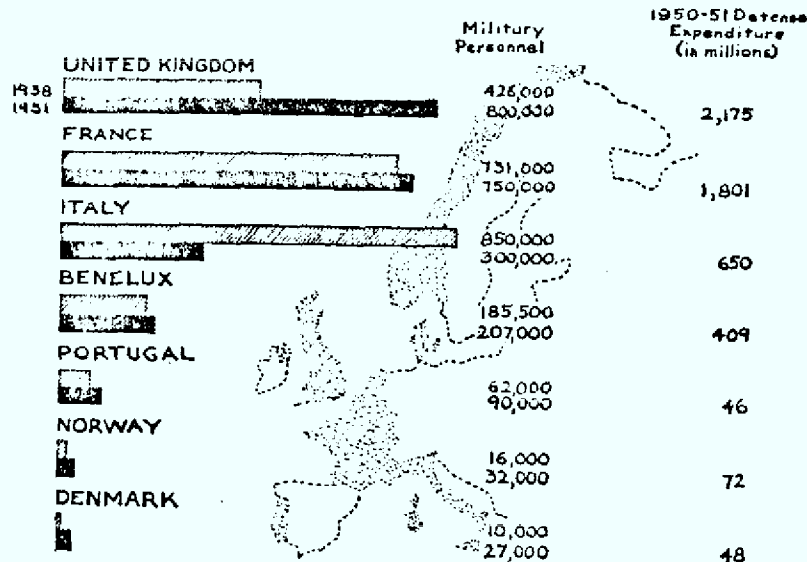 Military
Personnel
1950-51 Defense
Expenditure
(in millions)
UNITED KINGDOM
1938 426,000
1951 800,000 2,175
FRANCE
731,000
750,000 1,801
ITALY
850,000
300,000 650
BENELUX
185,500
207,000 409
PORTUGAL
62,000
90,000 46
NORWAY
16,000
32,000 72
DENMARK
10,000
27,000 48